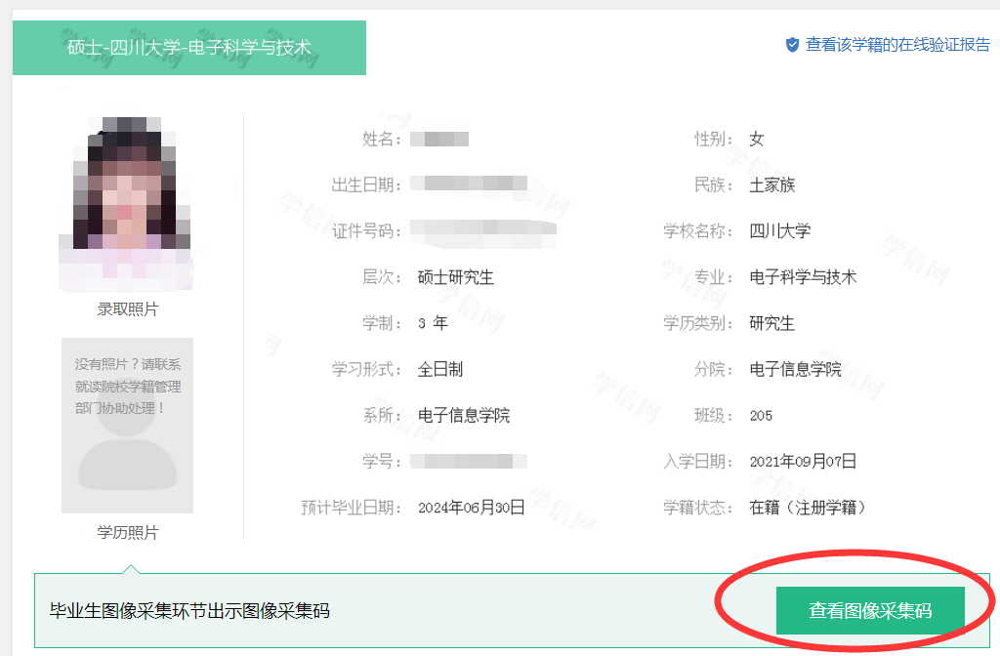 硕士-四川大学-电子科学与技术
查看该学籍的在线验证报告
姓名：
性别： 女
出生日期：
民族： 土家族
证件号码：
学校名称： 四川大学
层次： 硕士研究生
专业： 电子科学与技术
录取照片
学制： 3 年
学历类别： 研究生
没有照片？请联系
就读院校学籍管理
部门协助处理！
学习形式： 全日制
分院： 电子信息学院
系所： 电子信息学院
班级： 205
学号：
入学日期： 2021年09月07日
预计毕业日期： 2024年06月30日
学籍状态： 在籍（注册学籍）
学历照片
毕业生图像采集环节出示图像采集码
查看图像采集码
学信网